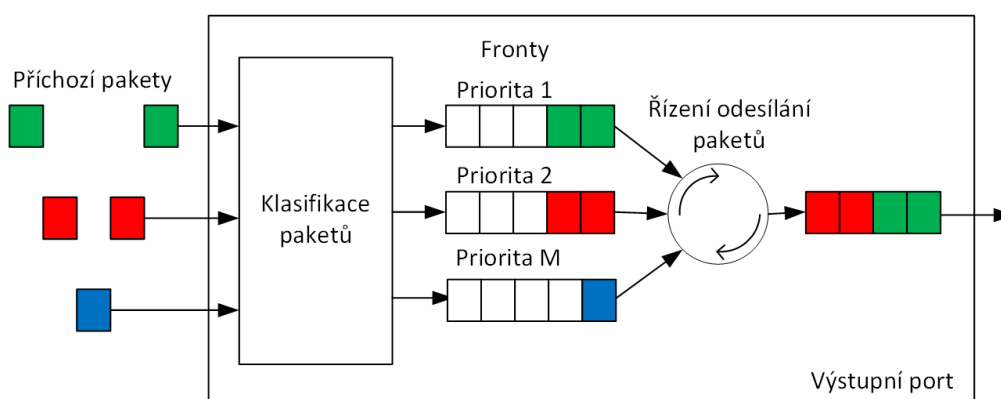 Příchozí pakety
Fronty
Priorita 1
Řízení odesílání
paketů
Klasifikace
paketů
Priorita 2
Priorita M
Výstupní port